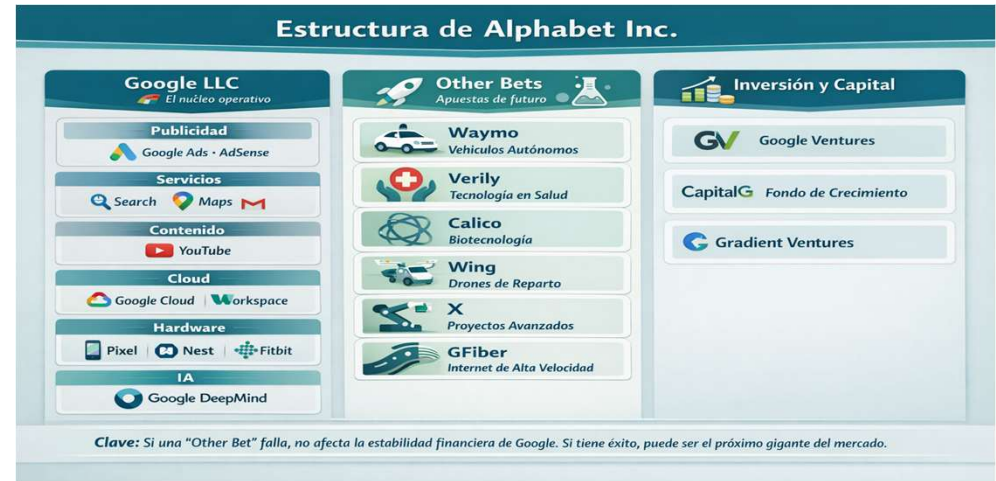 Estructura de Alphabet Inc.
Google LLC
El nucleo operativo
Publicidad
Google Ads · AdSense
Servicios
Search Maps
Contenido
YouTube
Cloud
Google Cloud | Workspace
Hardware
Pixel | Nest | Fitbit
IA
Google DeepMind
Other Bets
Apuestas de futuro
Waymo
Vehiculos Autónomos
Verily
Tecnología en Salud
Calico
Biotecnología
Wing
Drones de Reparto
X
Proyectos Avanzados
GFiber
Internet de Alta Velocidad
Inversión y Capital
GV Google Ventures
CapitalG Fondo de Crecimiento
Gradient Ventures
Clave: Si una "Other Bet" falla, no afecta la estabilidad financiera de Google. Si tiene éxito, puede ser el próximo gigante del mercado.